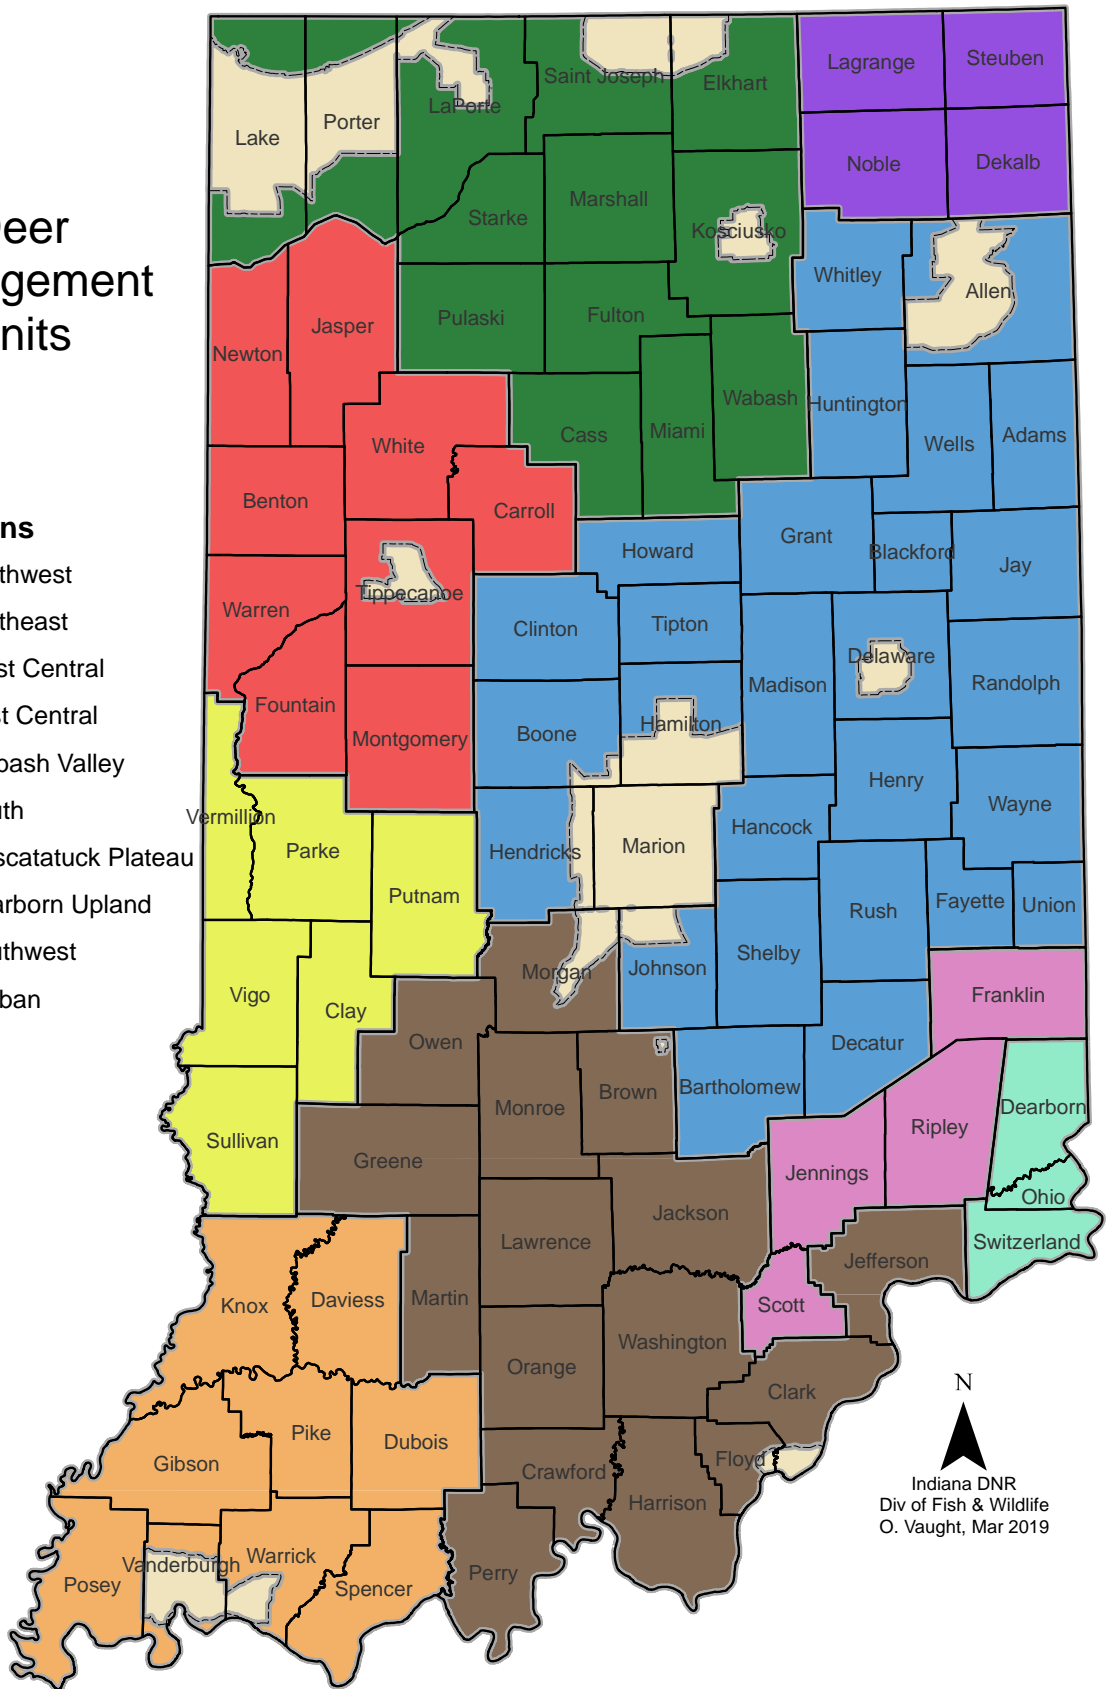 eer
gement
nits
ns
thwest
theast
st Central
t Central
bash Valley
uth
scatatuck Plateau
arborn Upland
uthwest
ban
Lagrange
Steuben
Saint Joseph
Elkhart
LaPorte
Porter
Lake
Noble
Dekalb
Marshall
Starke
Kosciusko
Whitley
Allen
Pulaski
Fulton
Jasper
Newton
Wabash
Huntington
Miami
Cass
Wells
Adams
White
Benton
Carroll
Grant
Howard
Blackford
Jay
Tippecanoe
Warren
Clinton
Tipton
Delaware
Madison
Randolph
Fountain
Hamilton
Boone
Montgomery
Henry
Wayne
Vermillion
Hancock
Marion
Parke
Hendricks
Putnam
Fayette
Union
Rush
Shelby
Johnson
Morgan
Vigo
Franklin
Clay
Owen
Decatur
Bartholomew
Brown
Monroe
Dearborn
Ripley
Sullivan
Greene
Jennings
Ohio
Jackson
Lawrence
Switzerland
Jefferson
Martin
Daviess
Knox
Scott
Washington
Orange
Clark
Pike
Dubois
Floyd
Gibson
Crawford
Harrison
Vanderburgh
Warrick
Perry
Posey
Spencer
N
Indiana DNR
Div of Fish & Wildlife
O. Vaught, Mar 2019